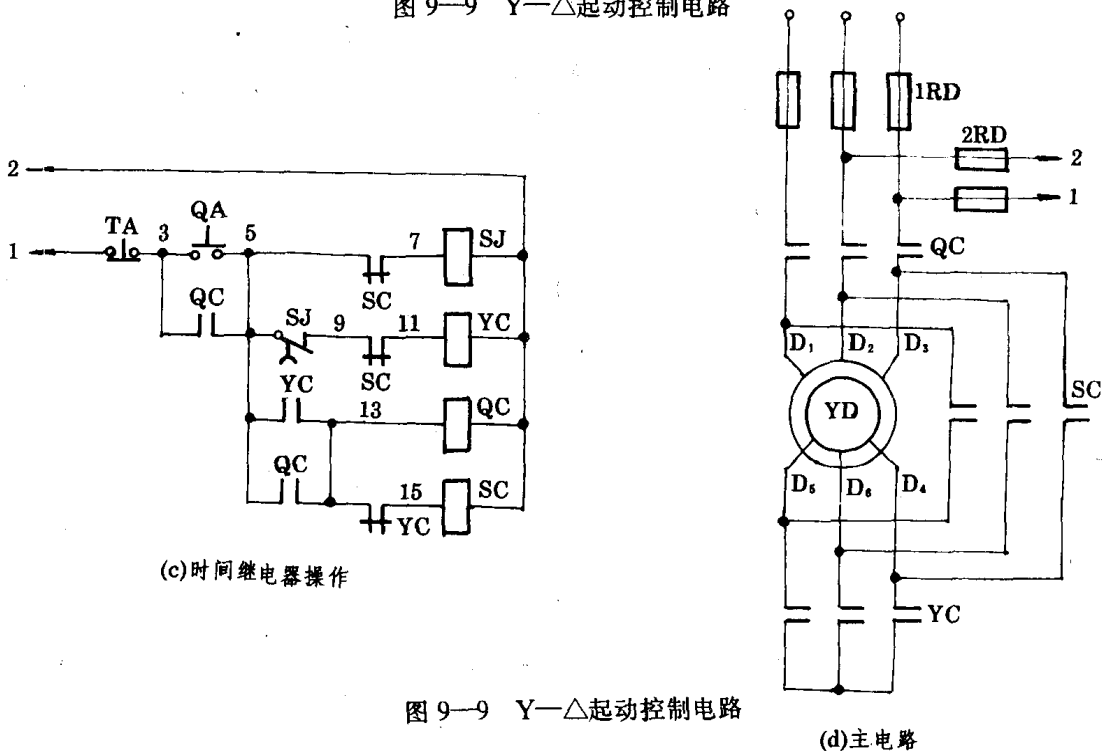 图 9—9 Y—△起动控制电路
1RD
2RD
2
1
QC
2
TA
3
QA
5
7
SJ
1
SC
QC
SJ
9
11
YC
SC
YC
13
QC
QC
15
SC
YC
(c)时间继电器操作
D₁
D₂
D₃
YD
SC
D₅
D₆
D₄
YC
图 9—9 Y—△起动控制电路
(d)主电路